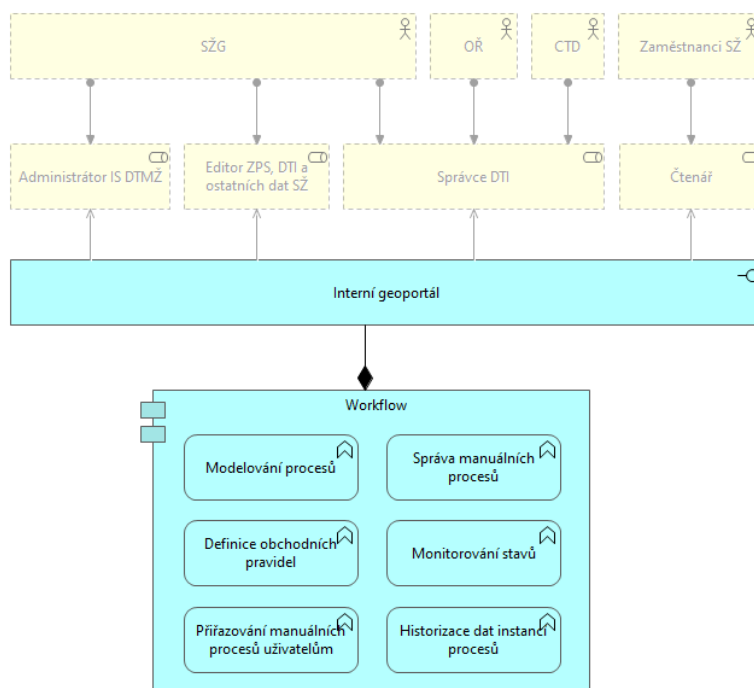 SŽG
OŘ
CTD
Zaměstnanci SŽ
Administrátor IS DTMŽ
Editor ZPS, DTI a
ostatních dat SŽ
Správce DTI
Čtenář
Interní geoportál
Workflow
Modelování procesů
Správa manuálních
procesů
Definice obchodních
pravidel
Monitorování stavů
Přiřazování manuálních
procesů uživatelům
Historizace dat instancí
procesů